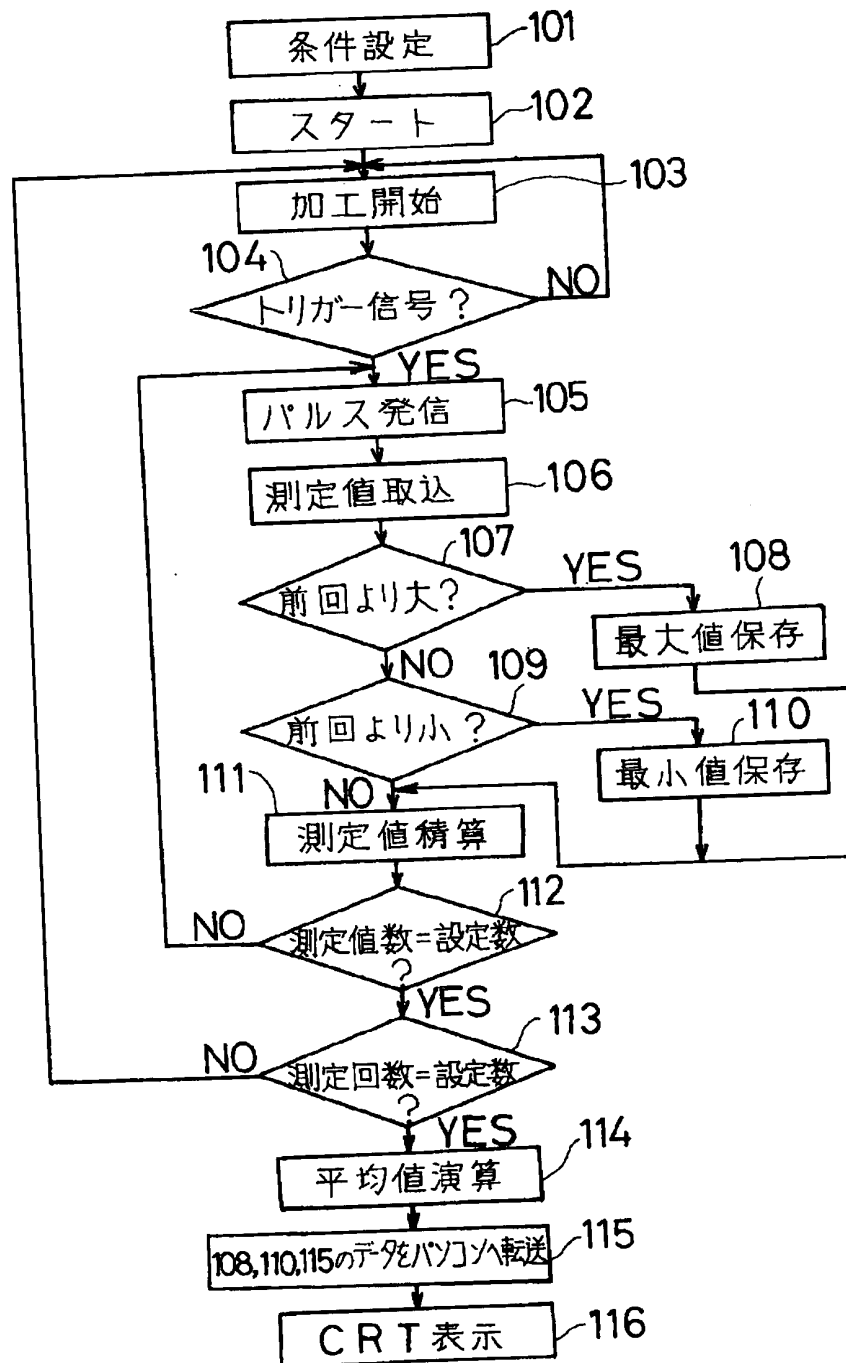 条件設定
101
スタート
102
加工開始
103
104
トリガー信号?
NO
YES
パルス発信
105
測定値取込
106
107
前回より大?
YES
108
最大値保存
NO
109
前回より小?
YES
110
最小値保存
111
NO
測定値積算
112
NO
測定値数=設定数
?
YES
113
NO
測定回数=設定数
?
YES
114
平均値演算
108,110,115のデータをパソコンへ転送
115
CRT表示
116